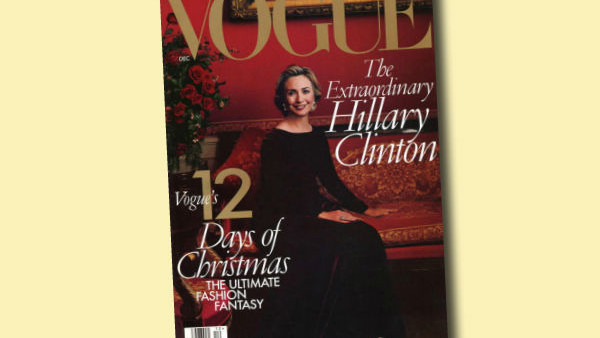 VOGUE
DEC
The
Extraordinary
Hillary
Clinton
Vogue's
12
Days of
Christmas
THE ULTIMATE
FASHION
FANTASY